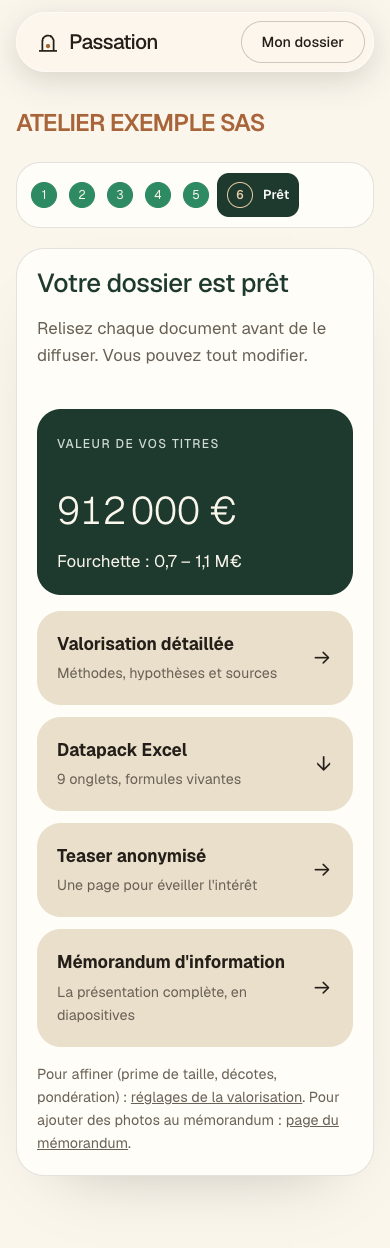 Passation
Mon dossier
ATELIER EXEMPLE SAS
1 2 3 4 5 6 Prêt
Votre dossier est prêt
Relisez chaque document avant de le
diffuser. Vous pouvez tout modifier.
VALEUR DE VOS TITRES
912 000 €
Fourchette : 0,7 – 1,1 M€
Valorisation détaillée
Méthodes, hypothèses et sources
→
Datapack Excel
9 onglets, formules vivantes
↓
Teaser anonymisé
Une page pour éveiller l'intérêt
→
Mémorandum d'information
La présentation complète, en
diapositives
→
Pour affiner (prime de taille, décotes,
pondération) : réglages de la valorisation. Pour
ajouter des photos au mémorandum : page du
mémorandum.